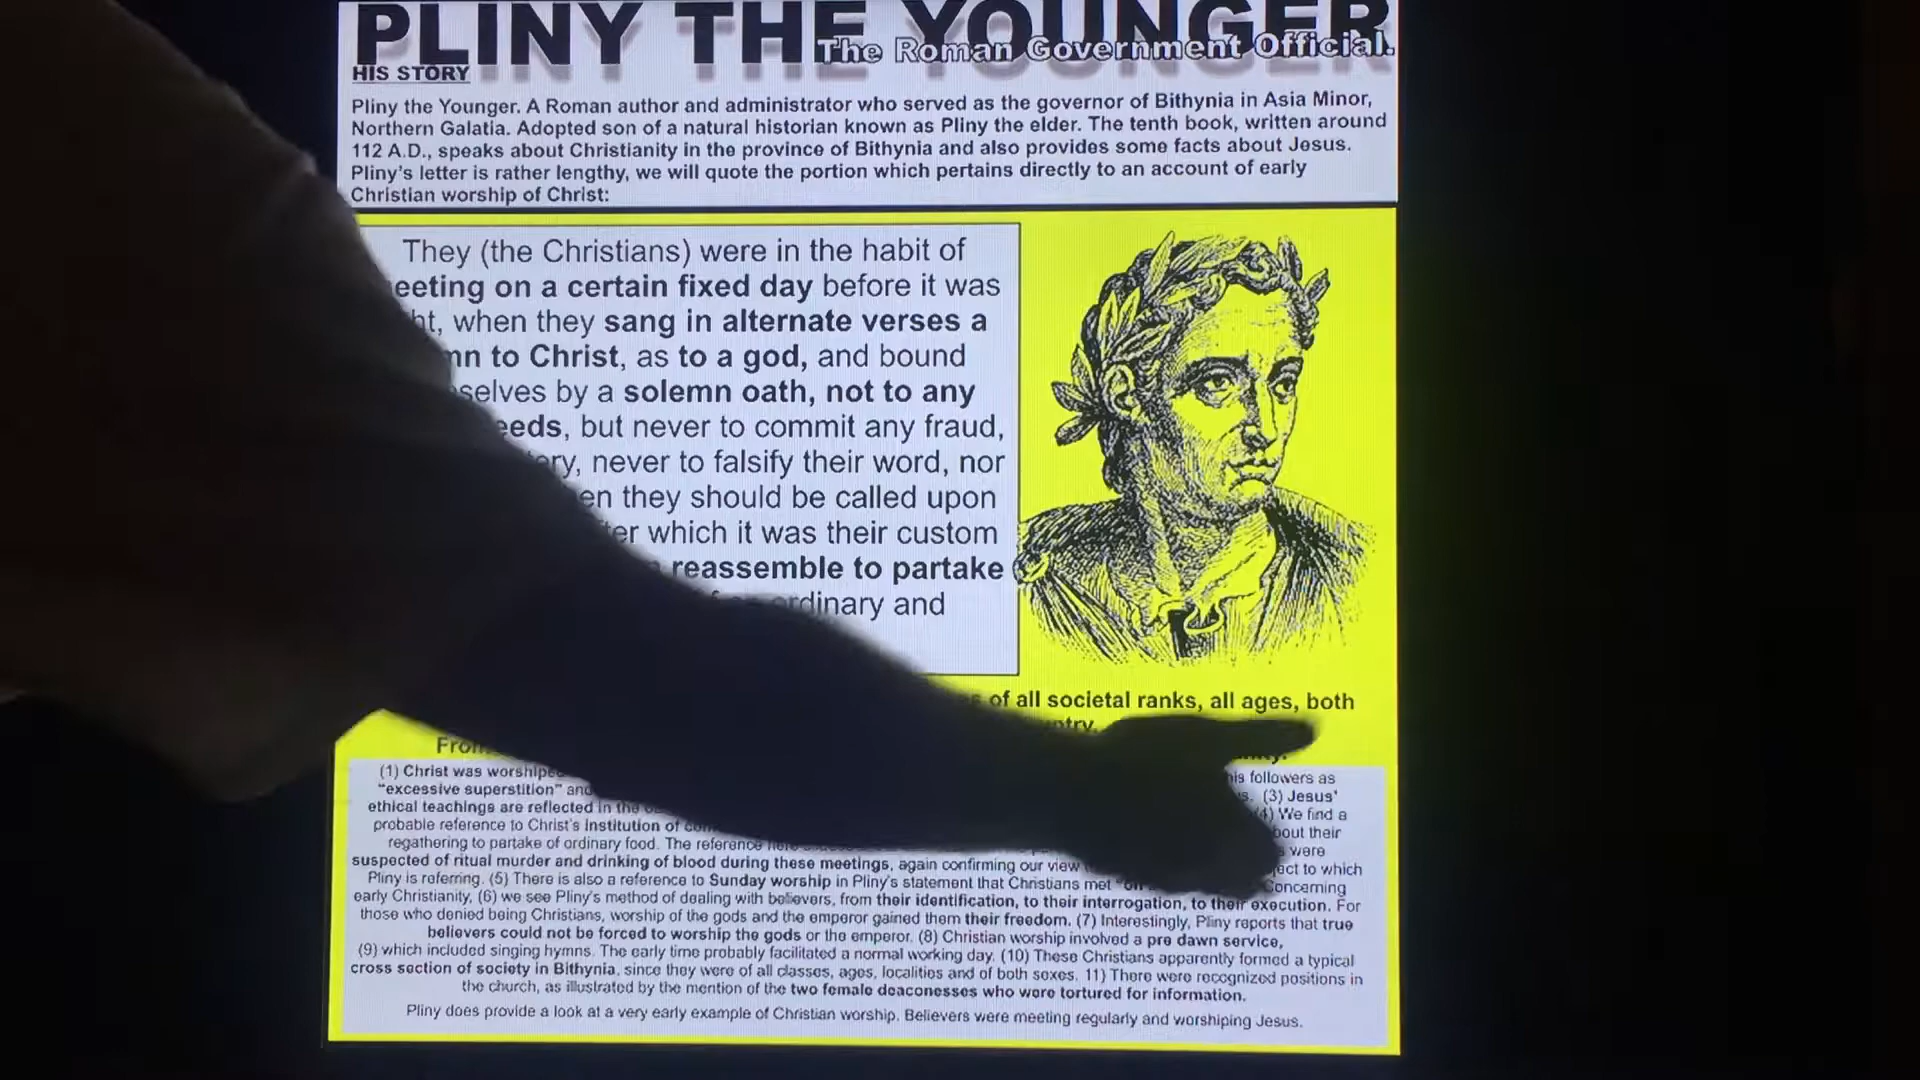 PLINY THE YOUNGER
The Roman Government Official.
HIS STORY
Pliny the Younger. A Roman author and administrator who served as the governor of Bithynia in Asia Minor,
Northern Galatia. Adopted son of a natural historian known as Pliny the elder. The tenth book, written around
112 A.D., speaks about Christianity in the province of Bithynia and also provides some facts about Jesus.
Pliny's letter is rather lengthy, we will quote the portion which pertains directly to an account of early
Christian worship of Christ:
They (the Christians) were in the habit of
eeting on a certain fixed day before it was
ht, when they sang in alternate verses a
mn to Christ, as to a god, and bound
selves by a solemn oath, not to any
eeds, but never to commit any fraud,
ery, never to falsify their word, nor
en they should be called upon
ter which it was their custom
reassemble to partake
ordinary and
of all societal ranks, all ages, both
ntry.
From
(1) Christ was worshiped his followers as
"excessive superstition" and (3) Jesus'
ethical teachings are reflected in the (4) We find a
probable reference to Christ's institution of about their
regathering to partake of ordinary food. The reference were
suspected of ritual murder and drinking of blood during these meetings, again confirming our view ject to which
Pliny is referring. (5) There is also a reference to Sunday worship in Pliny's statement that Christians met "on Concerning
early Christianity, (6) we see Pliny's method of dealing with believers, from their identification, to their interrogation, to their execution. For
those who denied being Christians, worship of the gods and the emperor gained them their freedom. (7) Interestingly, Pliny reports that true
believers could not be forced to worship the gods or the emperor. (8) Christian worship involved a pre dawn service,
(9) which included singing hymns. The early time probably facilitated a normal working day. (10) These Christians apparently formed a typical
cross section of society in Bithynia, since they were of all classes, ages, localities and of both sexes. 11) There were recognized positions in
the church, as illustrated by the mention of the two female deaconesses who were tortured for information.
Pliny does provide a look at a very early example of Christian worship. Believers were meeting regularly and worshiping Jesus.